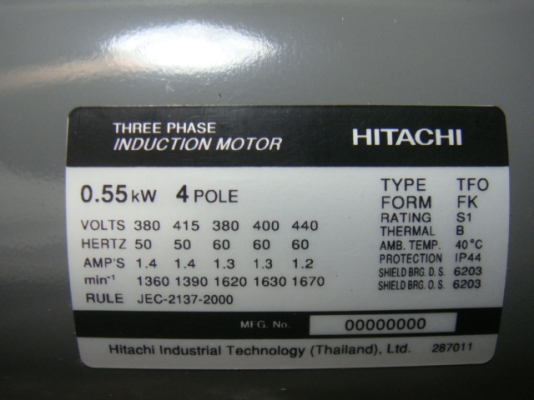 THREE PHASE
INDUCTION MOTOR
HITACHI
0.55kW 4 POLE
VOLTS 380 415 380 400 440
HERTZ 50 50 60 60 60
AMP'S 1.4 1.4 1.3 1.3 1.2
min⁻¹ 1360 1390 1620 1630 1670
RULE JEC-2137-2000
TYPE TFO
FORM FK
RATING S1
THERMAL B
AMB. TEMP. 40°C
PROTECTION IP44
SHIELD BRG. D. S. 6203
SHIELD BRG. O. S. 6203
MFG. No. 00000000
Hitachi Industrial Technology (Thailand), Ltd. 287011